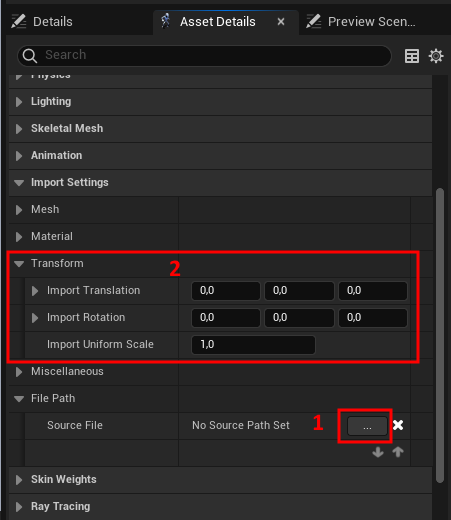 Details
Asset Details
Preview Scen...
Search
Physics
Lighting
Skeletal Mesh
Animation
Import Settings
Mesh
Material
Transform 2
Import Translation 0,0 0,0 0,0
Import Rotation 0,0 0,0 0,0
Import Uniform Scale 1,0
Miscellaneous
File Path
Source File No Source Path Set 1 ...
Skin Weights
Ray Tracing